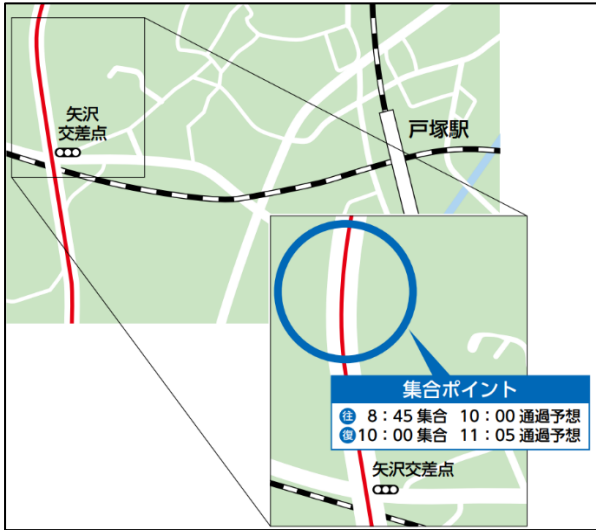 矢沢
交差点
戸塚駅
集合ポイント
往 8：45 集合 10：00 通過予想
復 10：00 集合 11：05 通過予想
矢沢交差点